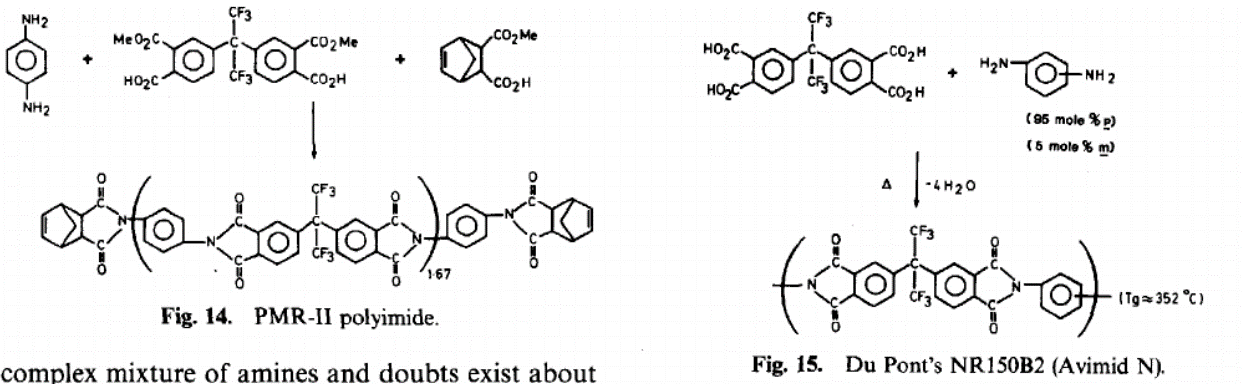 NH2
NH2
+
MeO2C
HO2C
CF3
CF3
CO2Me
CO2H
+
CO2Me
CO2H
O
O
N
N
O
O
CF3
CF3
O
O
N
1·67
N
O
O
Fig. 14. PMR-II polyimide.
complex mixture of amines and doubts exist about
HO2C
HO2C
CF3
CF3
CO2H
CO2H
+
H2N
NH2
(95 mole % p)
(5 mole % m)
Δ
-4H2O
N
O
O
CF3
CF3
O
O
N
(Tg≈352 °C)
Fig. 15. Du Pont's NR150B2 (Avimid N).